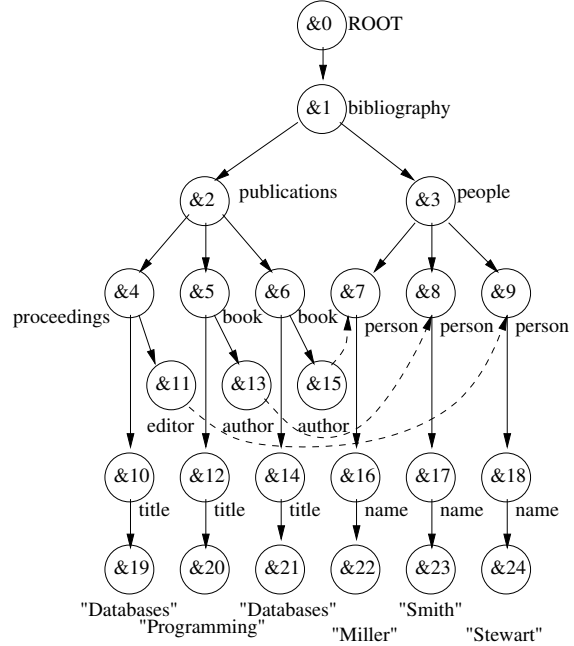 &0 ROOT
&1 bibliography
&2 publications &3 people
&4 &5 &6 &7 &8 &9
proceedings book book person person person
&11 &13 &15
editor author author
&10 &12 &14 &16 &17 &18
title title title name name name
&19 &20 &21 &22 &23 &24
"Databases" "Databases" "Smith"
"Programming" "Miller" "Stewart"